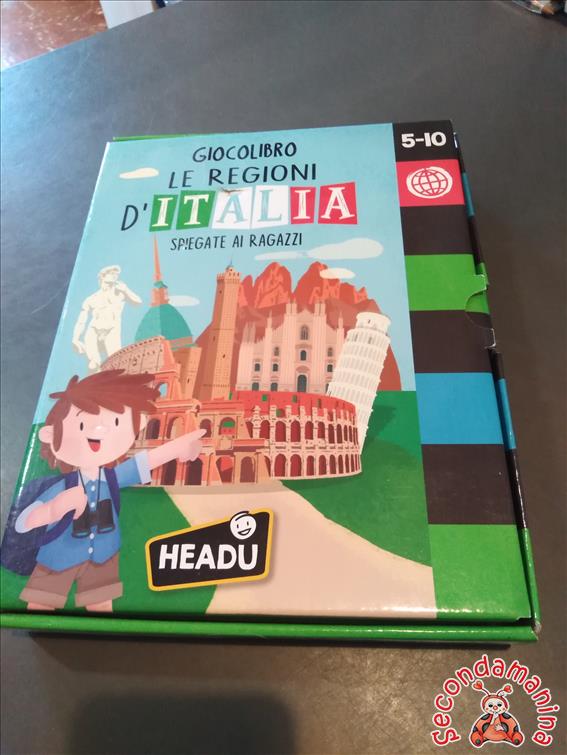 5-10
GIOCOLIBRO
LE REGIONI
D'ITALIA
SPIEGATE AI RAGAZZI
HEADU
Secondamanina